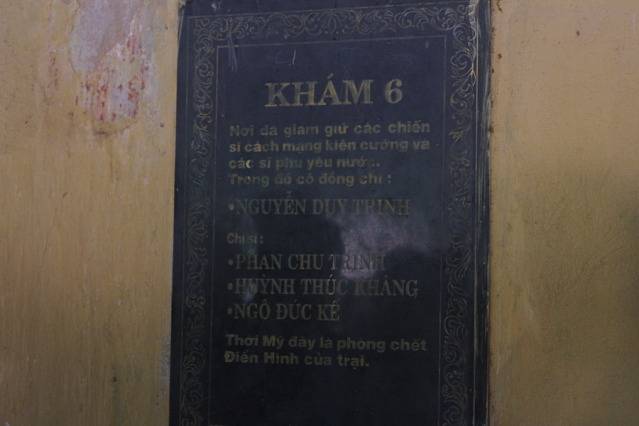 KHÁM 6
Nơi đã giam giữ các chiến
sĩ cách mạng kiên cường và
các sĩ phu yêu nước.
Trong đó có đồng chí :
•NGUYỄN DUY TRINH
Chí sĩ :
•PHAN CHU TRINH
•HUỲNH THÚC KHÁNG
•NGÔ ĐỨC KẾ
Thời Mỹ đây là phòng chết
Điển Hình của trại.